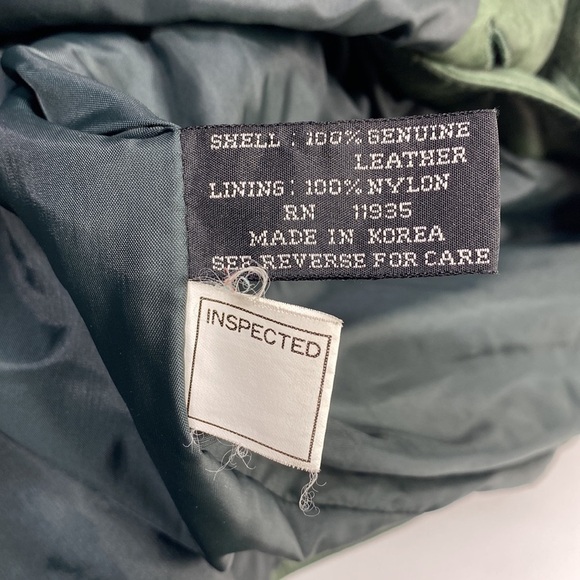 SHELL : 100% GENUINE
LEATHER
LINING : 100% NYLON
RN 11935
MADE IN KOREA
SEE REVERSE FOR CARE
INSPECTED